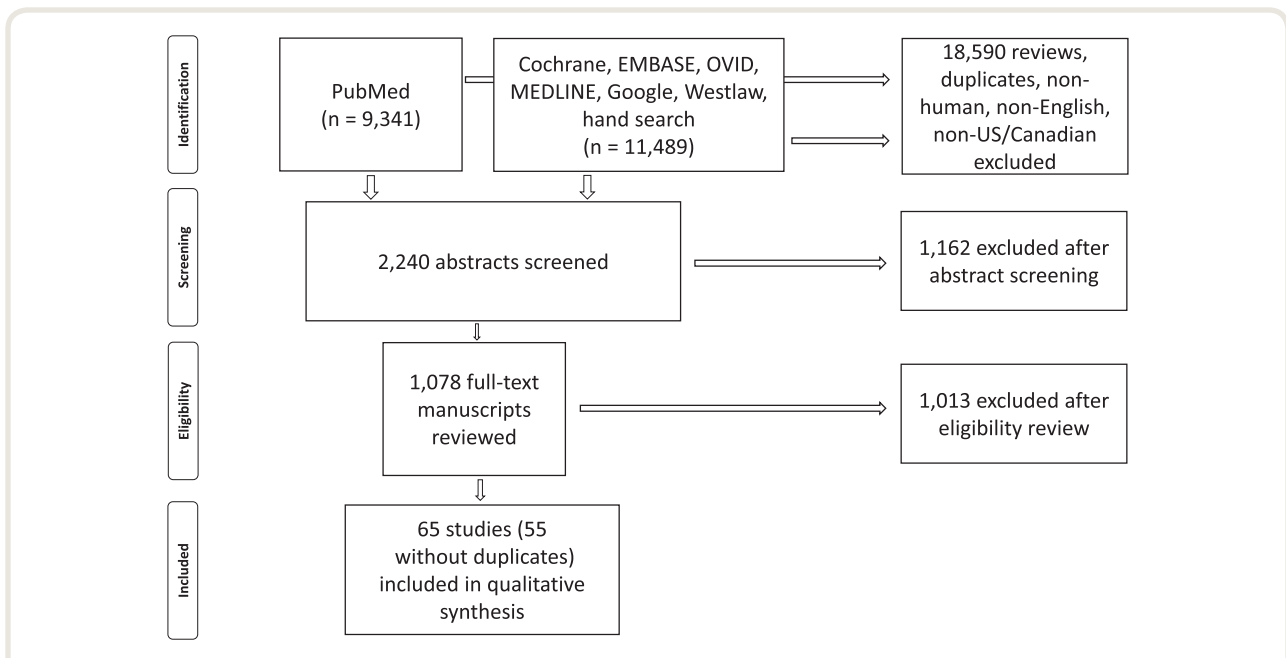 Identification
PubMed
(n = 9,341)
Cochrane, EMBASE, OVID,
MEDLINE, Google, Westlaw,
hand search
(n = 11,489)
18,590 reviews,
duplicates, non-
human, non-English,
non-US/Canadian
excluded
Screening
2,240 abstracts screened
1,162 excluded after
abstract screening
Eligibility
1,078 full-text
manuscripts
reviewed
1,013 excluded after
eligibility review
Included
65 studies (55
without duplicates)
included in qualitative
synthesis